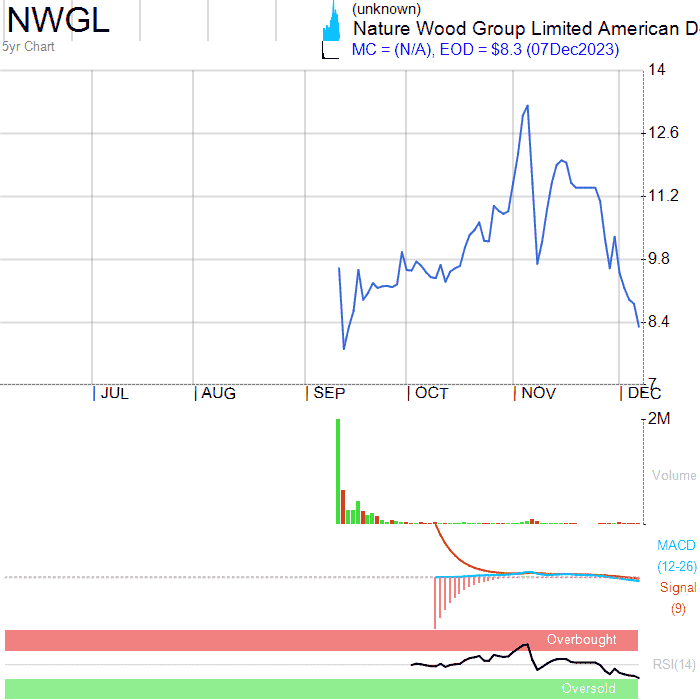 NWGL
5yr Chart
(unknown)
Nature Wood Group Limited American D
MC = (N/A), EOD = $8.3 (07Dec2023)
14
12.6
11.2
9.8
8.4
7
JUL AUG SEP OCT NOV DEC
2M
Volume
MACD
(12-26)
Signal
(9)
Overbought
RSI(14)
Oversold